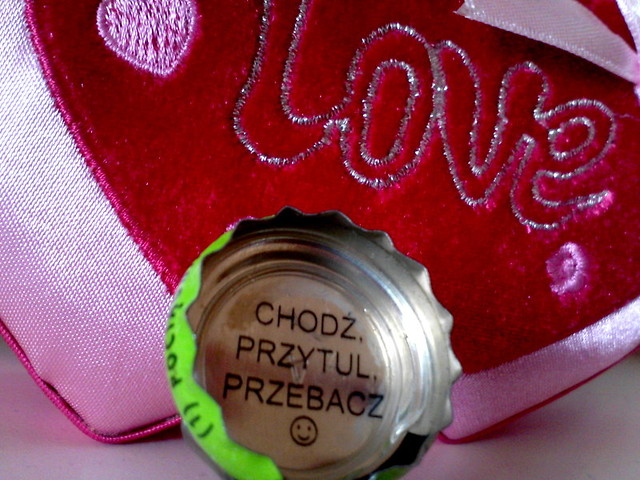 Love
CHODŹ,
PRZYTUL,
PRZEBACZ
☺